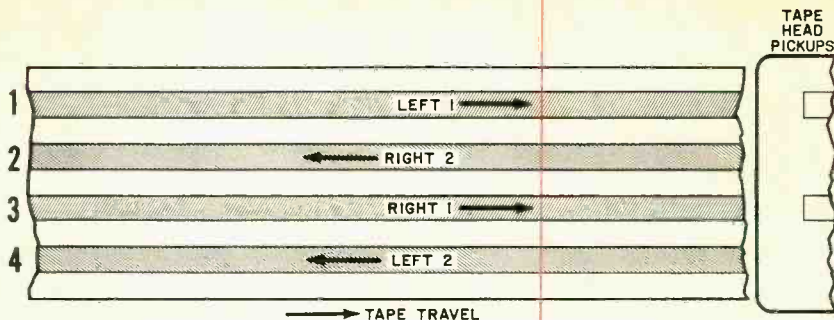 TAPE
HEAD
PICKUPS
1 LEFT 1
2 RIGHT 2
3 RIGHT 1
4 LEFT 2
TAPE TRAVEL